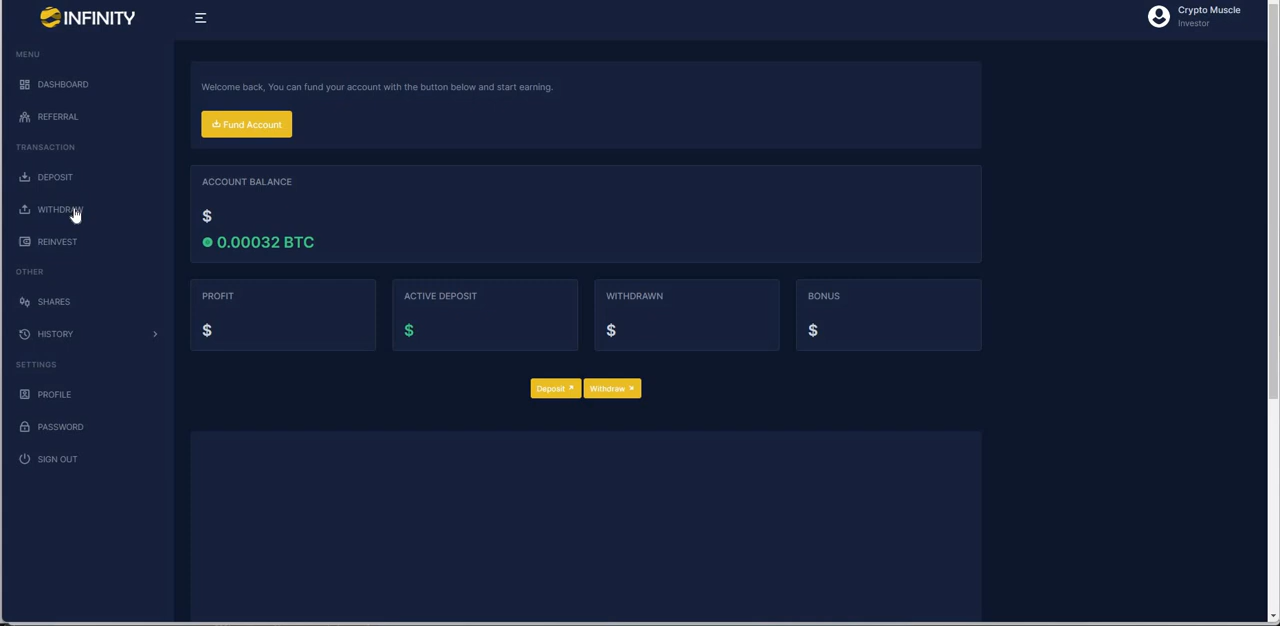 INFINITY
Crypto Muscle
Investor
MENU
DASHBOARD
REFERRAL
TRANSACTION
DEPOSIT
WITHDRAW
REINVEST
OTHER
SHARES
HISTORY
SETTINGS
PROFILE
PASSWORD
SIGN OUT
Welcome back, You can fund your account with the button below and start earning.
Fund Account
ACCOUNT BALANCE
$
0.00032 BTC
PROFIT
$
ACTIVE DEPOSIT
$
WITHDRAWN
$
BONUS
$
Deposit
Withdraw